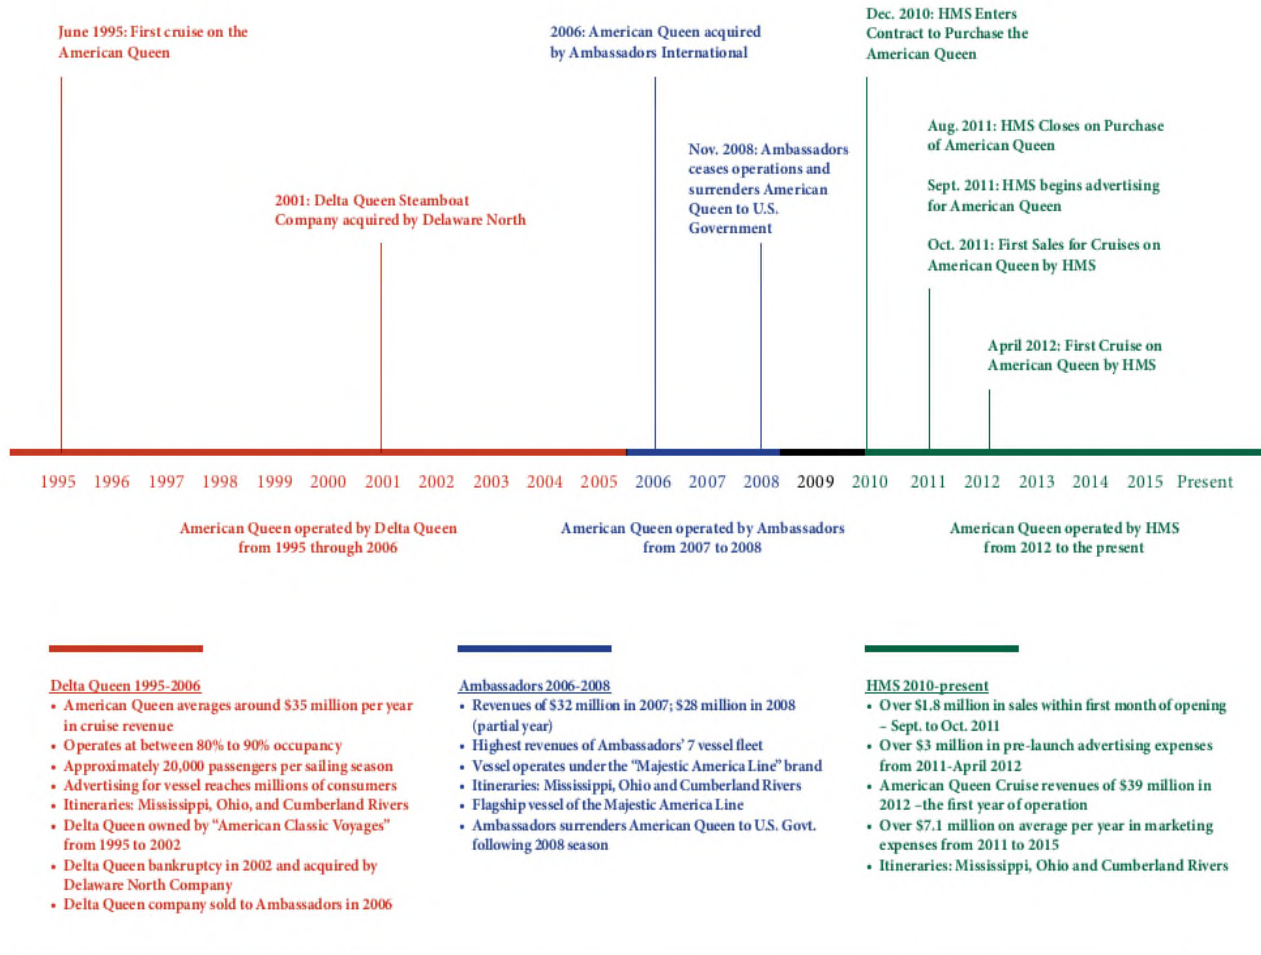 June 1995: First cruise on the
American Queen
2001: Delta Queen Steamboat
Company acquired by Delaware North
2006: American Queen acquired
by Ambassadors International
Nov. 2008: Ambassadors
ceases operations and
surrenders American
Queen to U.S.
Government
Dec. 2010: HMS Enters
Contract to Purchase the
American Queen
Aug. 2011: HMS Closes on Purchase
of American Queen
Sept. 2011: HMS begins advertising
for American Queen
Oct. 2011: First Sales for Cruises on
American Queen by HMS
April 2012: First Cruise on
American Queen by HMS
1995 1996 1997 1998 1999 2000 2001 2002 2003 2004 2005 2006 2007 2008 2009 2010 2011 2012 2013 2014 2015 Present
American Queen operated by Delta Queen
from 1995 through 2006
American Queen operated by Ambassadors
from 2007 to 2008
American Queen operated by HMS
from 2012 to the present
Delta Queen 1995-2006
• American Queen averages around $35 million per year
in cruise revenue
• Operates at between 80% to 90% occupancy
• Approximately 20,000 passengers per sailing season
• Advertising for vessel reaches millions of consumers
• Itineraries: Mississippi, Ohio, and Cumberland Rivers
• Delta Queen owned by “American Classic Voyages”
from 1995 to 2002
• Delta Queen bankruptcy in 2002 and acquired by
Delaware North Company
• Delta Queen company sold to Ambassadors in 2006
Ambassadors 2006-2008
• Revenues of $32 million in 2007; $28 million in 2008
(partial year)
• Highest revenues of Ambassadors’ 7 vessel fleet
• Vessel operates under the “Majestic America Line” brand
• Itineraries: Mississippi, Ohio and Cumberland Rivers
• Flagship vessel of the Majestic America Line
• Ambassadors surrenders American Queen to U.S. Govt.
following 2008 season
HMS 2010-present
• Over $1.8 million in sales within first month of opening
– Sept. to Oct. 2011
• Over $3 million in pre-launch advertising expenses
from 2011-April 2012
• American Queen Cruise revenues of $39 million in
2012 –the first year of operation
• Over $7.1 million on average per year in marketing
expenses from 2011 to 2015
• Itineraries: Mississippi, Ohio and Cumberland Rivers